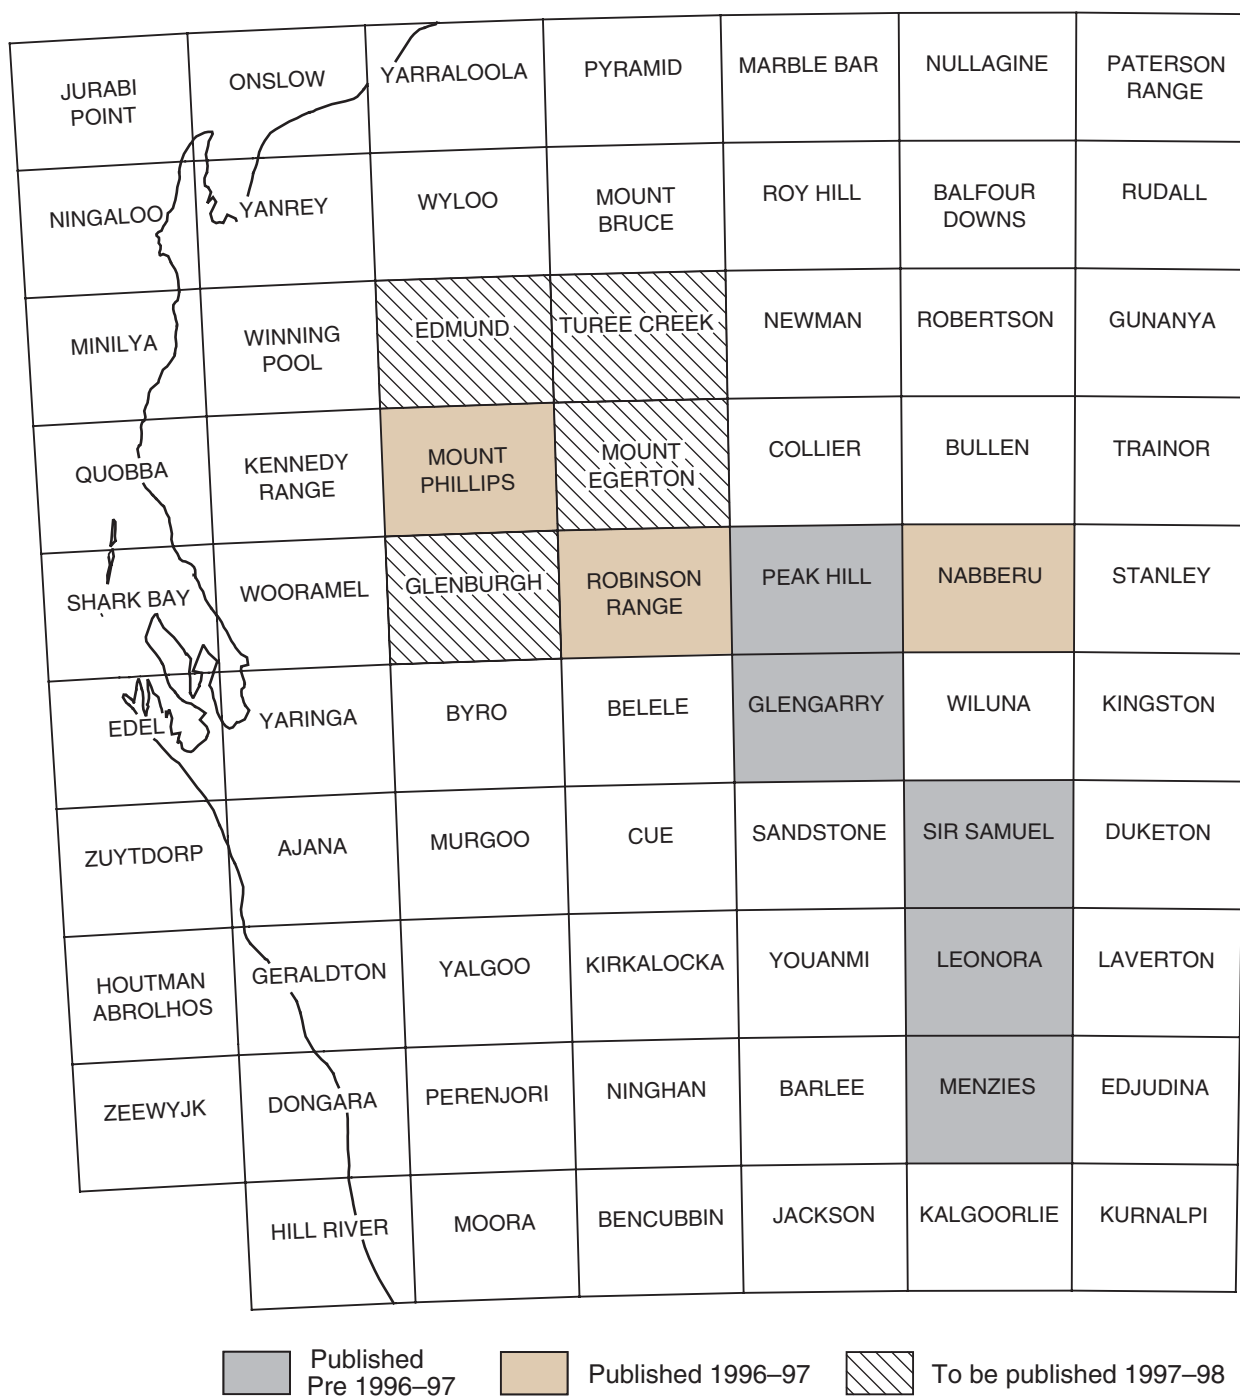 JURABI
POINT
ONSLOW
YARRALOOLA
PYRAMID
MARBLE BAR
NULLAGINE
PATERSON
RANGE
NINGALOO
YANREY
WYLOO
MOUNT
BRUCE
ROY HILL
BALFOUR
DOWNS
RUDALL
MINILYA
WINNING
POOL
EDMUND
TUREE CREEK
NEWMAN
ROBERTSON
GUNANYA
QUOBBA
KENNEDY
RANGE
MOUNT
PHILLIPS
MOUNT
EGERTON
COLLIER
BULLEN
TRAINOR
SHARK BAY
WOORAMEL
GLENBURGH
ROBINSON
RANGE
PEAK HILL
NABBERU
STANLEY
EDEL
YARINGA
BYRO
BELELE
GLENGARRY
WILUNA
KINGSTON
ZUYTDORP
AJANA
MURGOO
CUE
SANDSTONE
SIR SAMUEL
DUKETON
HOUTMAN
ABROLHOS
GERALDTON
YALGOO
KIRKALOCKA
YOUANMI
LEONORA
LAVERTON
ZEEWYJK
DONGARA
PERENJORI
NINGHAN
BARLEE
MENZIES
EDJUDINA
HILL RIVER
MOORA
BENCUBBIN
JACKSON
KALGOORLIE
KURNALPI
Published
Pre 1996–97
Published 1996–97
To be published 1997–98